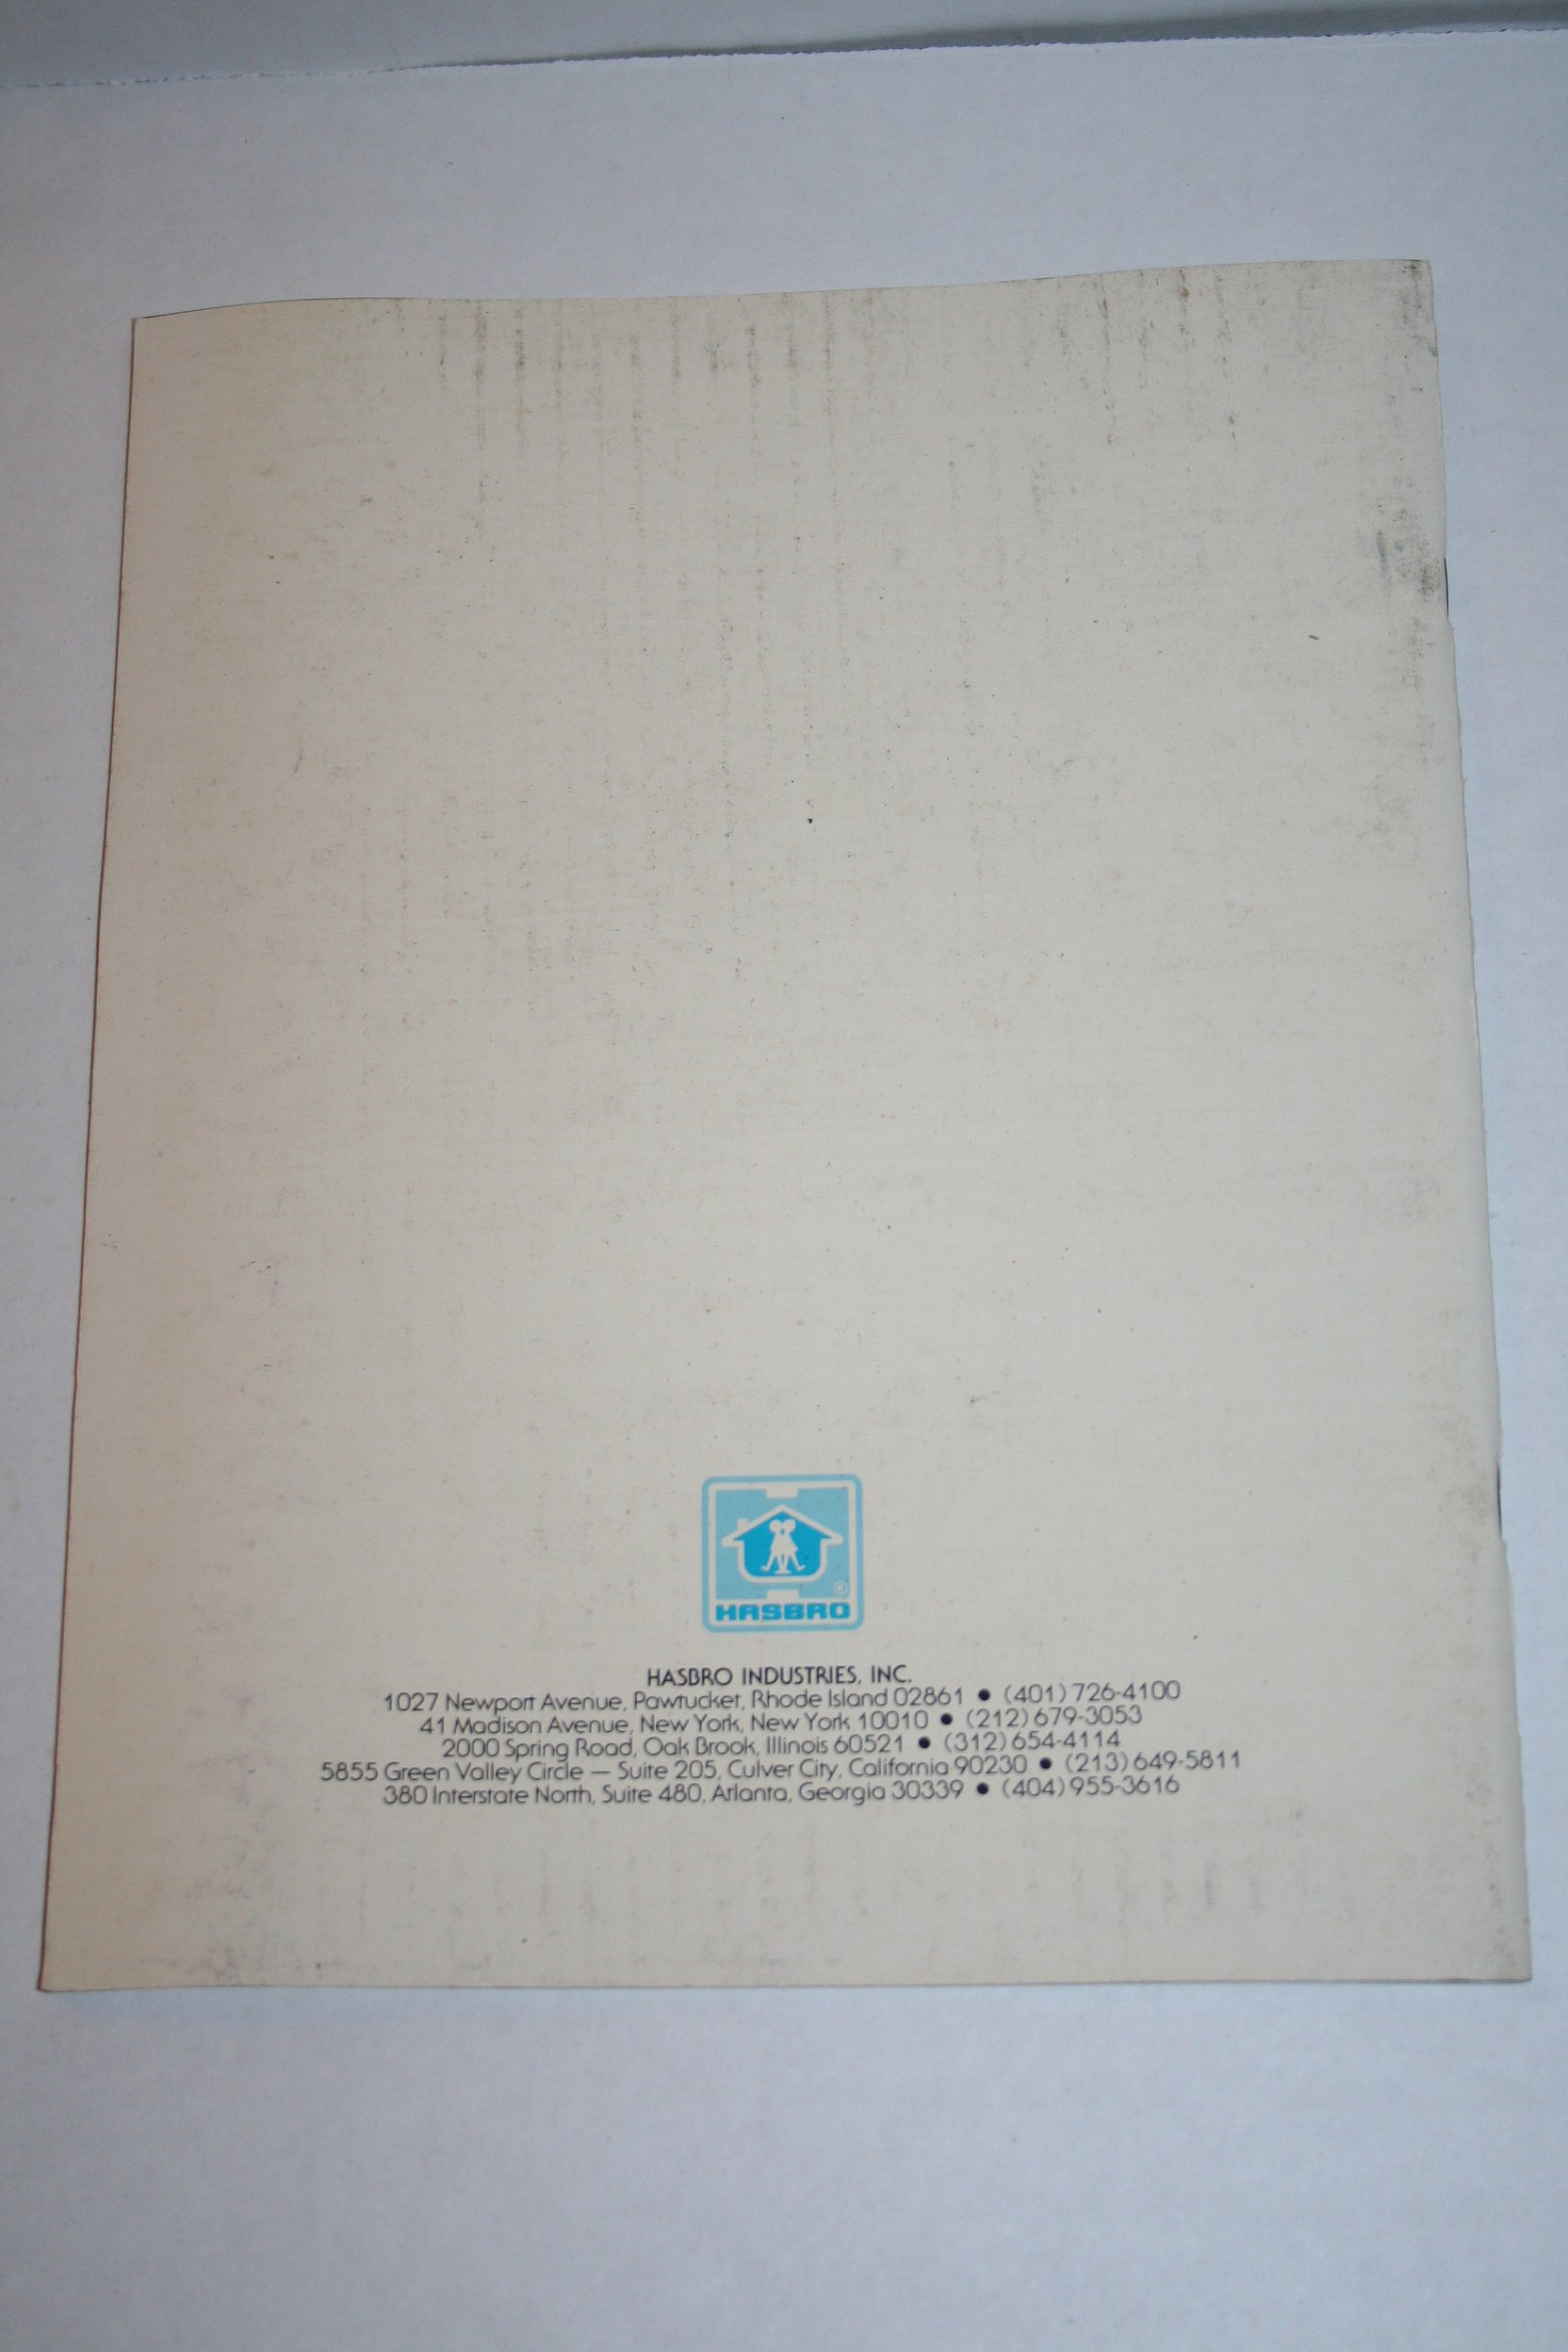 ®
HASBRO
HASBRO INDUSTRIES, INC.
1027 Newport Avenue, Pawtucket, Rhode Island 02861 ● (401) 726-4100
41 Madison Avenue, New York, New York 10010 ● (212) 679-3053
2000 Spring Road, Oak Brook, Illinois 60521 ● (312) 654-4114
5855 Green Valley Circle — Suite 205, Culver City, California 90230 ● (213) 649-5811
380 Interstate North, Suite 480, Atlanta, Georgia 30339 ● (404) 955-3616